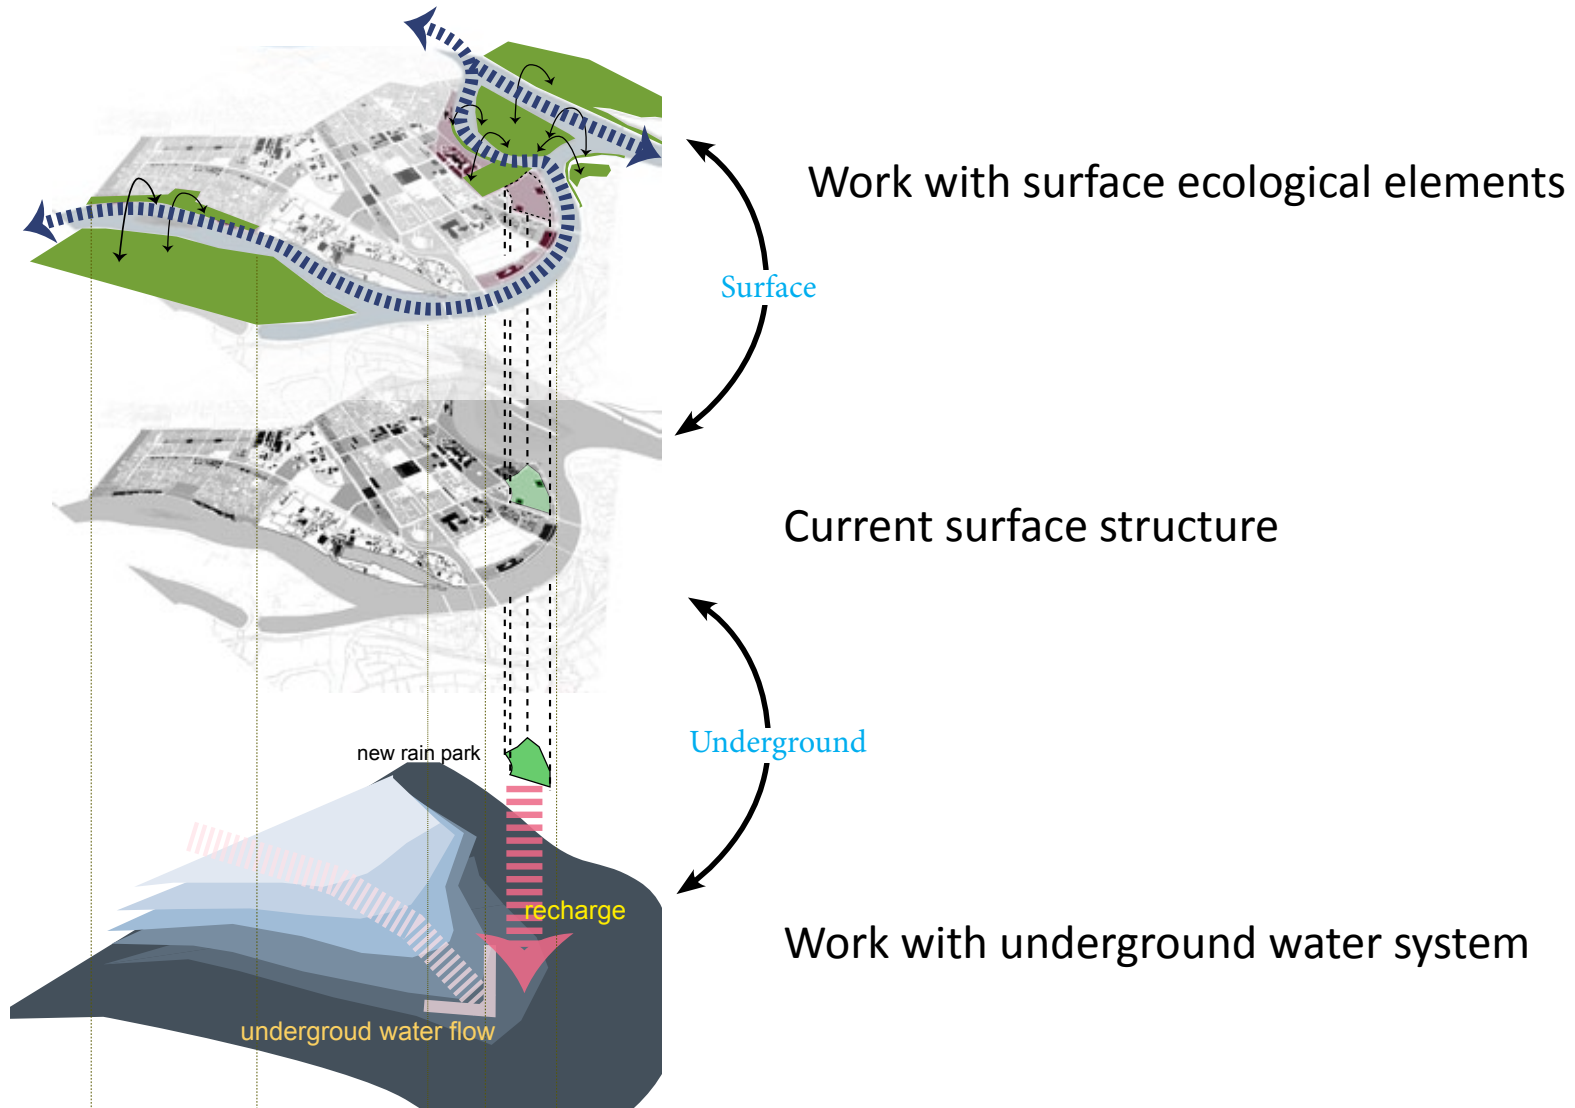 Work with surface ecological elements
Surface
Current surface structure
new rain park
Underground
recharge
Work with underground water system
undergroud water flow